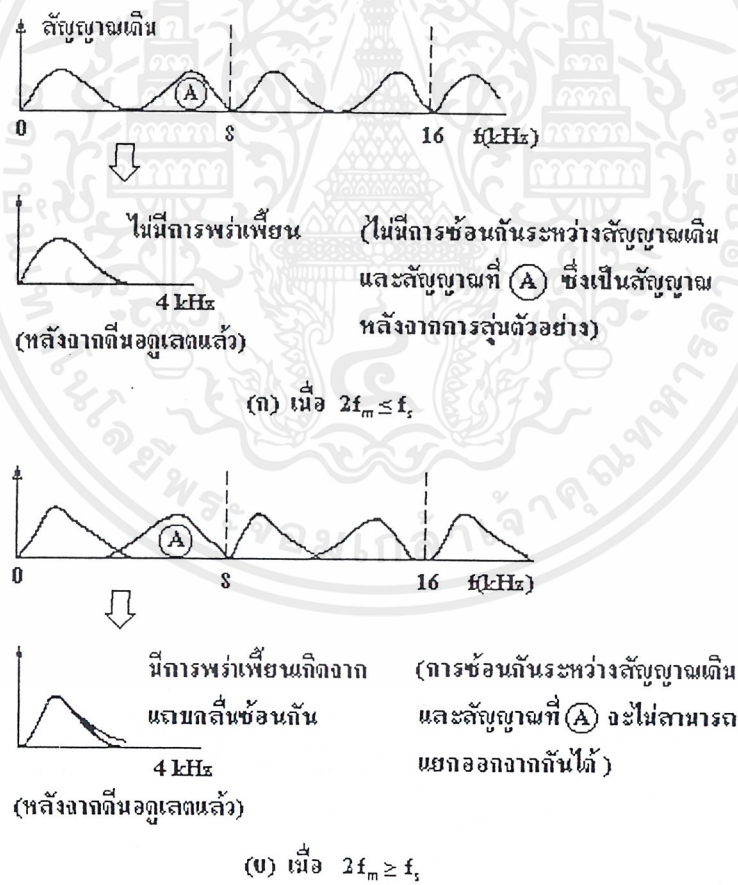 สัญญาณเดิม
A
0 8 16 f(kHz)
ไม่มีการพร่าเพี้ยน
4 kHz
(หลังจากดีมอดูเลตแล้ว)
(ไม่มีการซ้อนกันระหว่างสัญญาณเดิม
และสัญญาณที่ A ซึ่งเป็นสัญญาณ
หลังจากการสุ่มตัวอย่าง)
(ก) เมื่อ 2fm ≤ fs
A
0 8 16 f(kHz)
มีการพร่าเพี้ยนเกิดจาก
แถบคลื่นซ้อนกัน
4 kHz
(หลังจากดีมอดูเลตแล้ว)
(การซ้อนกันระหว่างสัญญาณเดิม
และสัญญาณที่ A จะไม่สามารถ
แยกออกจากกันได้)
(ข) เมื่อ 2fm ≥ fs